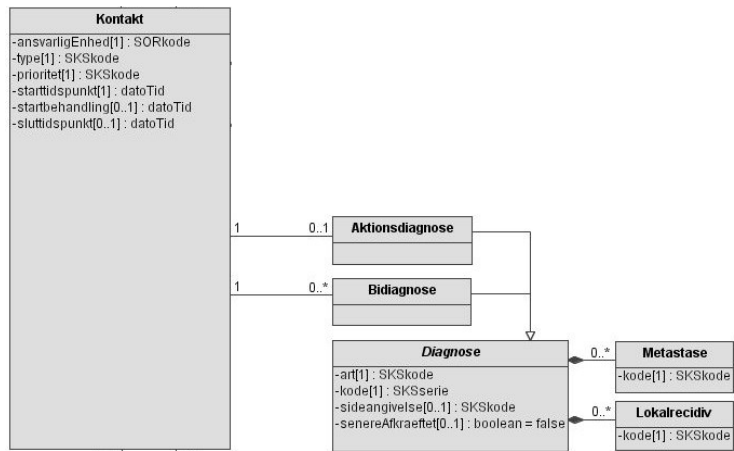 Kontakt
-ansvarligEnhed[1] : SORkode
-type[1] : SKSkode
-prioritet[1] : SKSkode
-starttidspunkt[1] : datoTid
-startbehandling[0..1] : datoTid
-sluttidspunkt[0..1] : datoTid
1
0..1
Aktionsdiagnose
1
0..*
Bidiagnose
Diagnose
-art[1] : SKSkode
-kode[1] : SKSserie
-sideangivelse[0..1] : SKSkode
-senereAfkraeftet[0..1] : boolean = false
0..*
Metastase
-kode[1] : SKSkode
0..*
Lokalrecidiv
-kode[1] : SKSkode